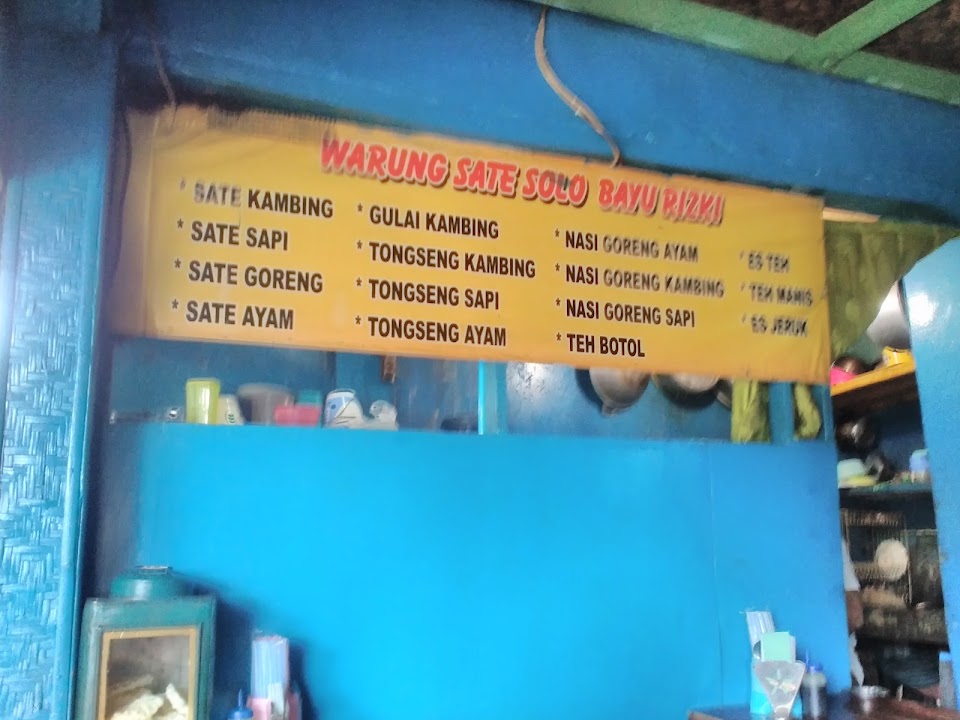 WARUNG SATE SOLO BAYU RIZKI
* SATE KAMBING
* SATE SAPI
* SATE GORENG
* SATE AYAM
* GULAI KAMBING
* TONGSENG KAMBING
* TONGSENG SAPI
* TONGSENG AYAM
* NASI GORENG AYAM
* NASI GORENG KAMBING
* NASI GORENG SAPI
* TEH BOTOL
* ES TEH
* TEH MANIS
* ES JERUK